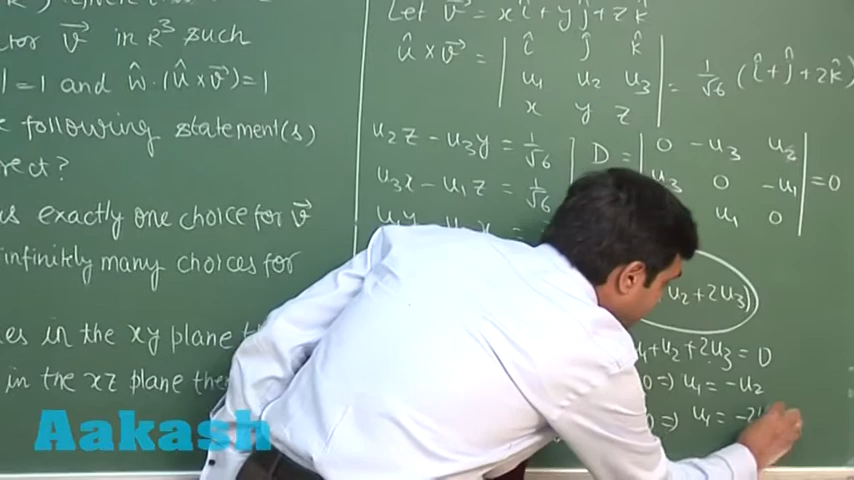 tor v⃗ in R³ such
|=1 and ŵ.(û×v⃗)=1
following statement(s)
rect?
exactly one choice for v⃗
infinitely many choices for
es in the xy plane
in the xz plane the
Let v⃗ = xî+yĵ+zk̂
û×v⃗ = | î ĵ k̂ | = 1/√6 (î+ĵ+2k̂)
u₁ u₂ u₃
x y z
u₂z - u₃y = 1/√6
u₃x - u₁z = 1/√6
D = | 0 -u₃ u₂ | = 0
u₃ 0 -u₁
u₁ 0
u₂+2u₃)
u₁+u₂+2u₃ = 0
0 ⇒ u₁ = -u₂
⇒ u₁ =
Aakash